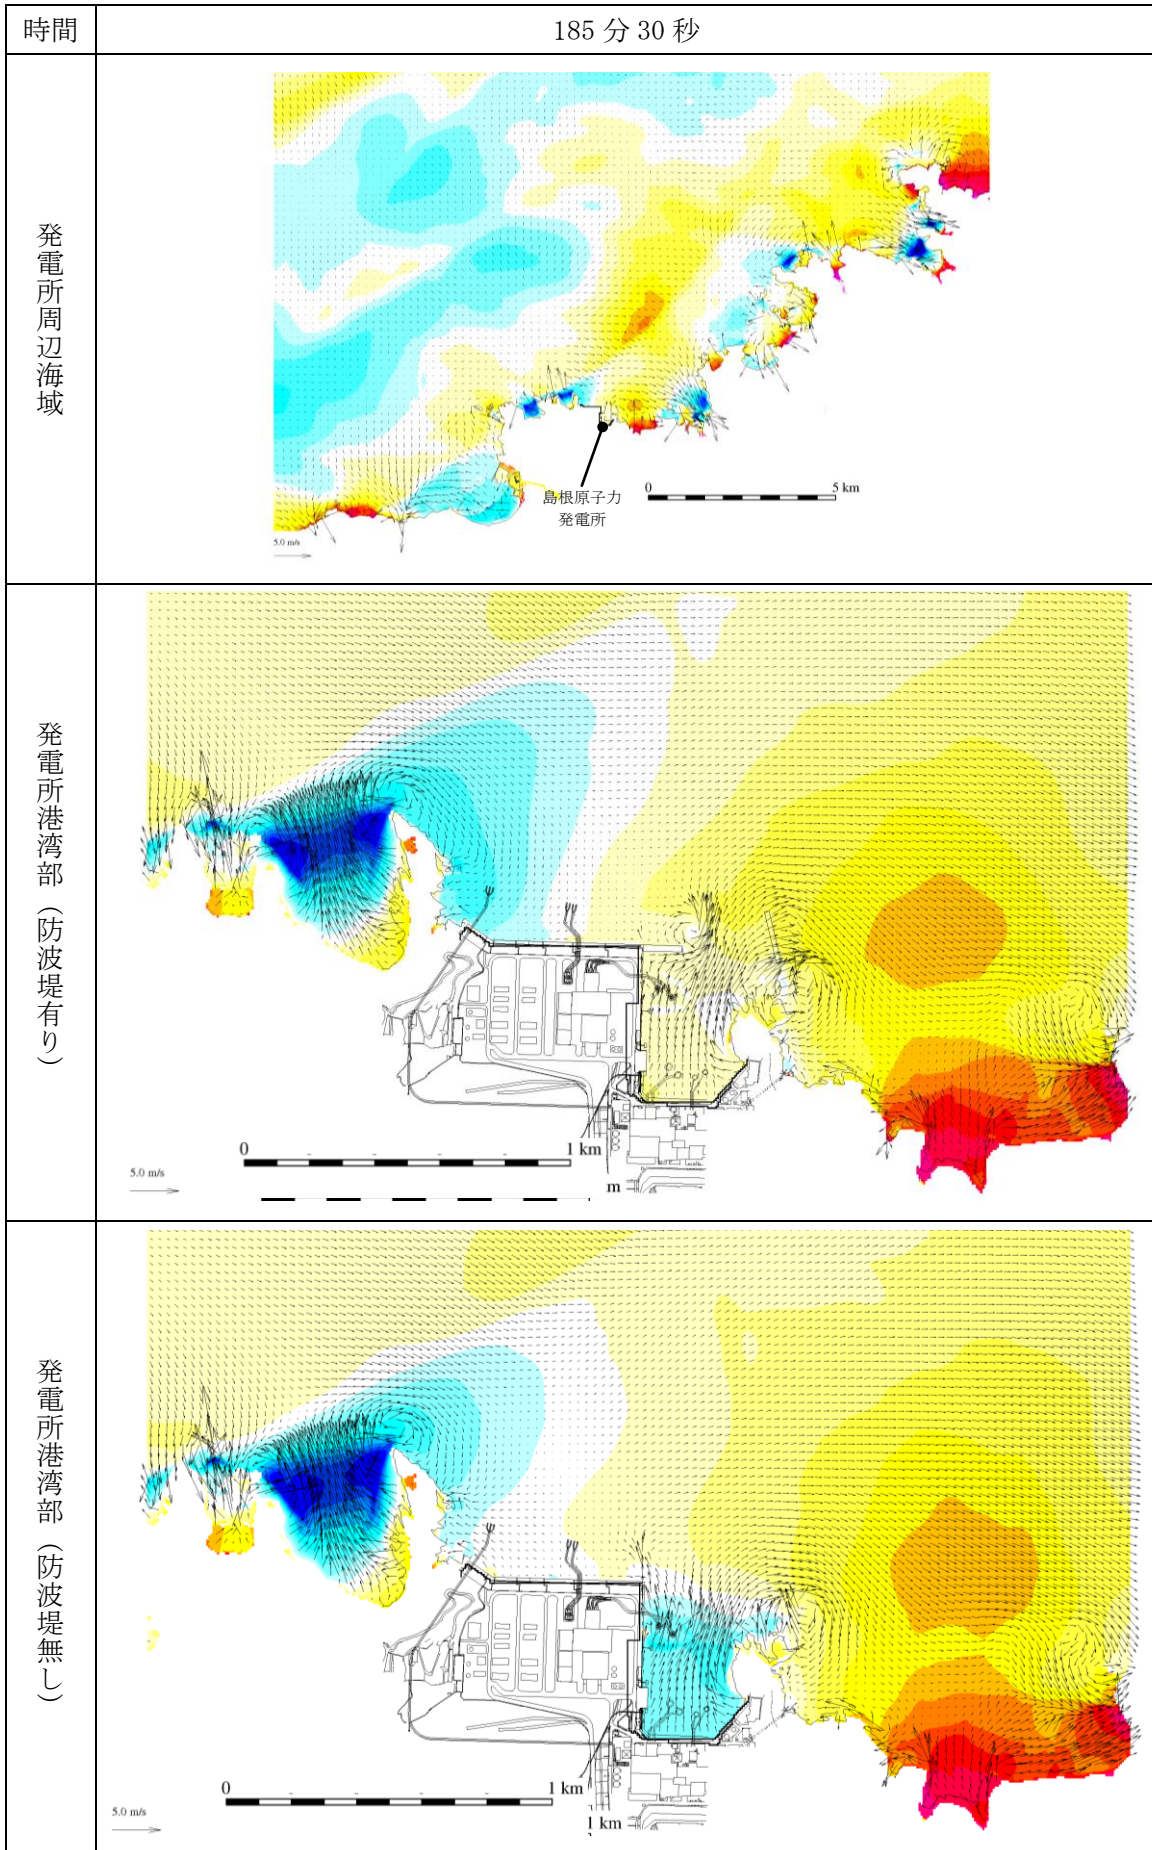 時間
185 分 30 秒
発電所周辺海域
島根原子力
発電所
0
5 km
5.0 m/s
発電所港湾部（防波堤有り）
0
1 km
5.0 m/s
m
発電所港湾部（防波堤無し）
0
1 km
5.0 m/s
1 km